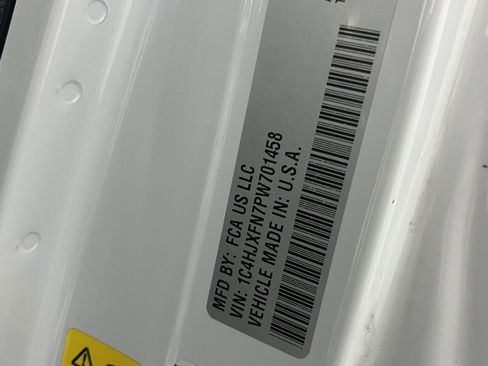 MFD BY: FCA US LLC
VIN: 1C4HJXFN7PW701458
VEHICLE MADE IN: U.S.A.